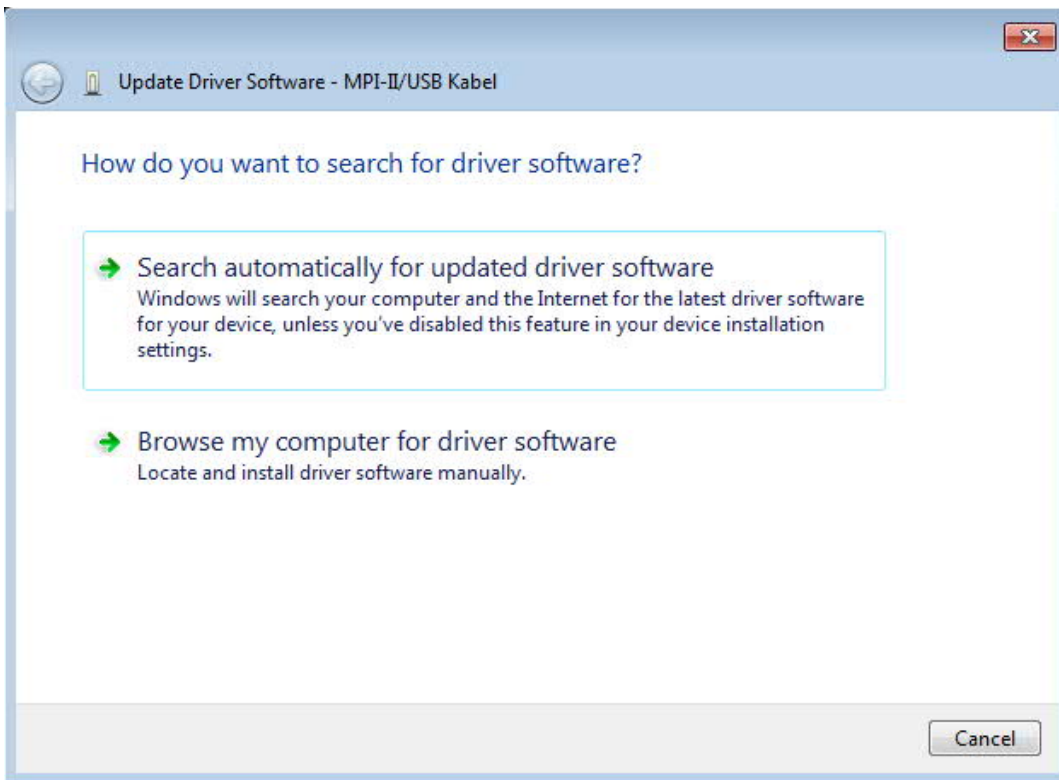 Update Driver Software - MPI-II/USB Kabel
How do you want to search for driver software?
Search automatically for updated driver software
Windows will search your computer and the Internet for the latest driver software
for your device, unless you've disabled this feature in your device installation
settings.
Browse my computer for driver software
Locate and install driver software manually.
Cancel